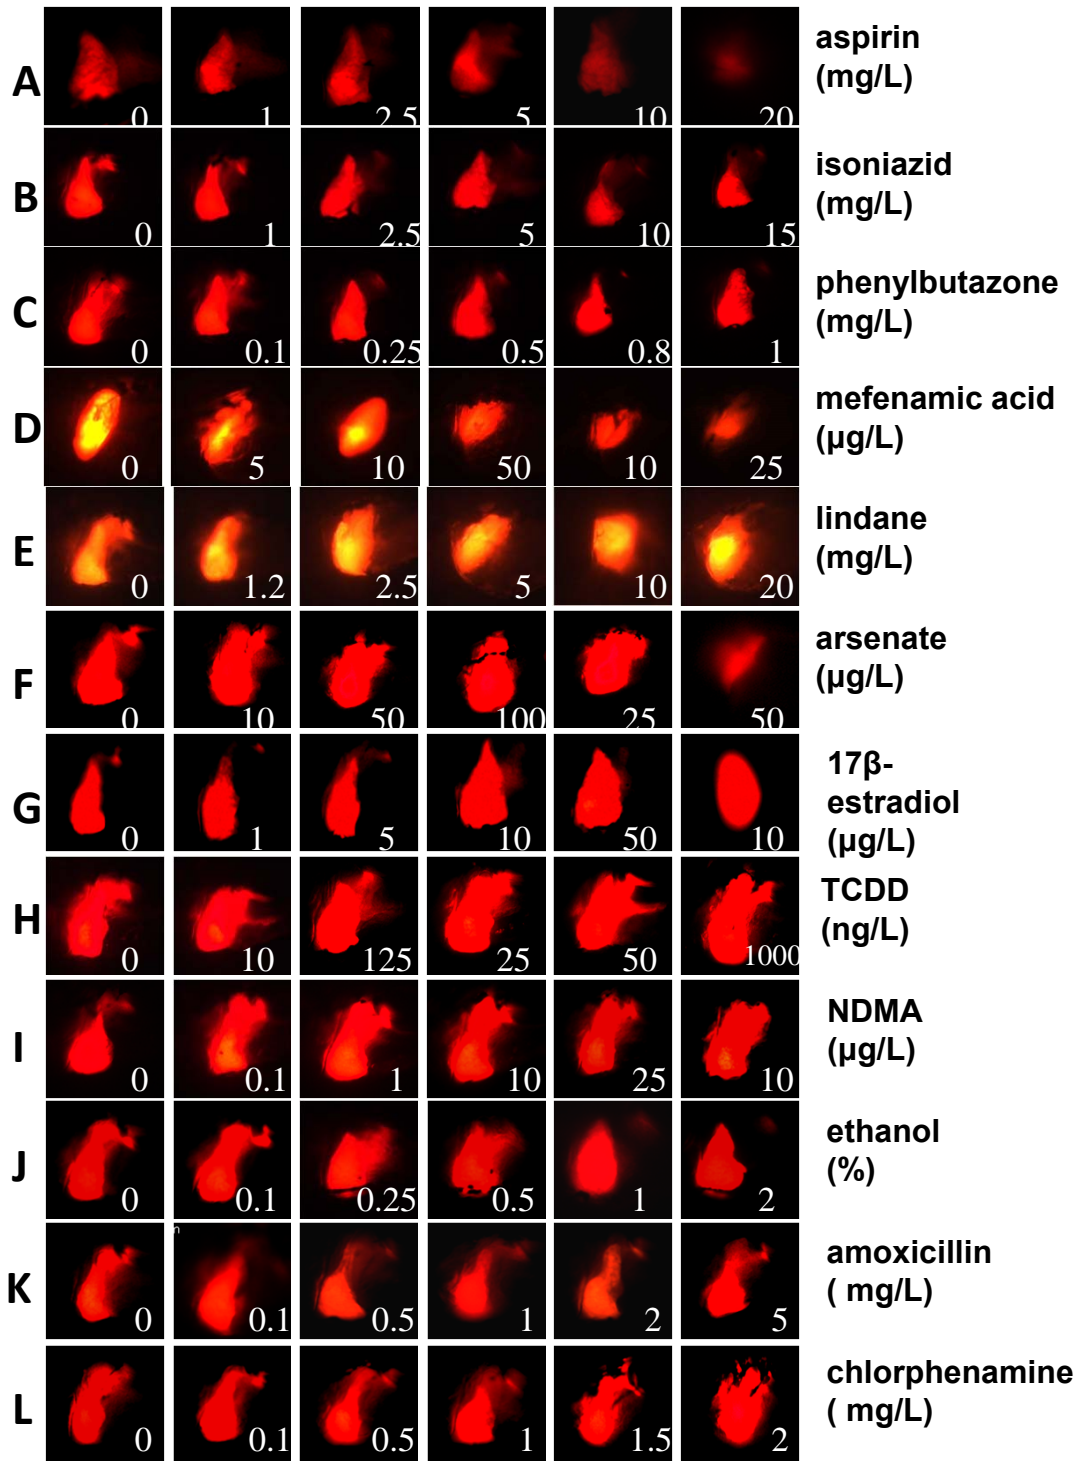 A 0 1 2.5 5 10 20 aspirin
(mg/L)
B 0 1 2.5 5 10 15 isoniazid
(mg/L)
C 0 0.1 0.25 0.5 0.8 1 phenylbutazone
(mg/L)
D 0 5 10 50 10 25 mefenamic acid
(µg/L)
E 0 1.2 2.5 5 10 20 lindane
(mg/L)
F 0 10 50 100 25 50 arsenate
(µg/L)
G 0 1 5 10 50 10 17β-
estradiol
(µg/L)
H 0 10 125 25 50 1000 TCDD
(ng/L)
I 0 0.1 1 10 25 10 NDMA
(µg/L)
J 0 0.1 0.25 0.5 1 2 ethanol
(%)
n
K 0 0.1 0.5 1 2 5 amoxicillin
( mg/L)
L 0 0.1 0.5 1 1.5 2 chlorphenamine
( mg/L)